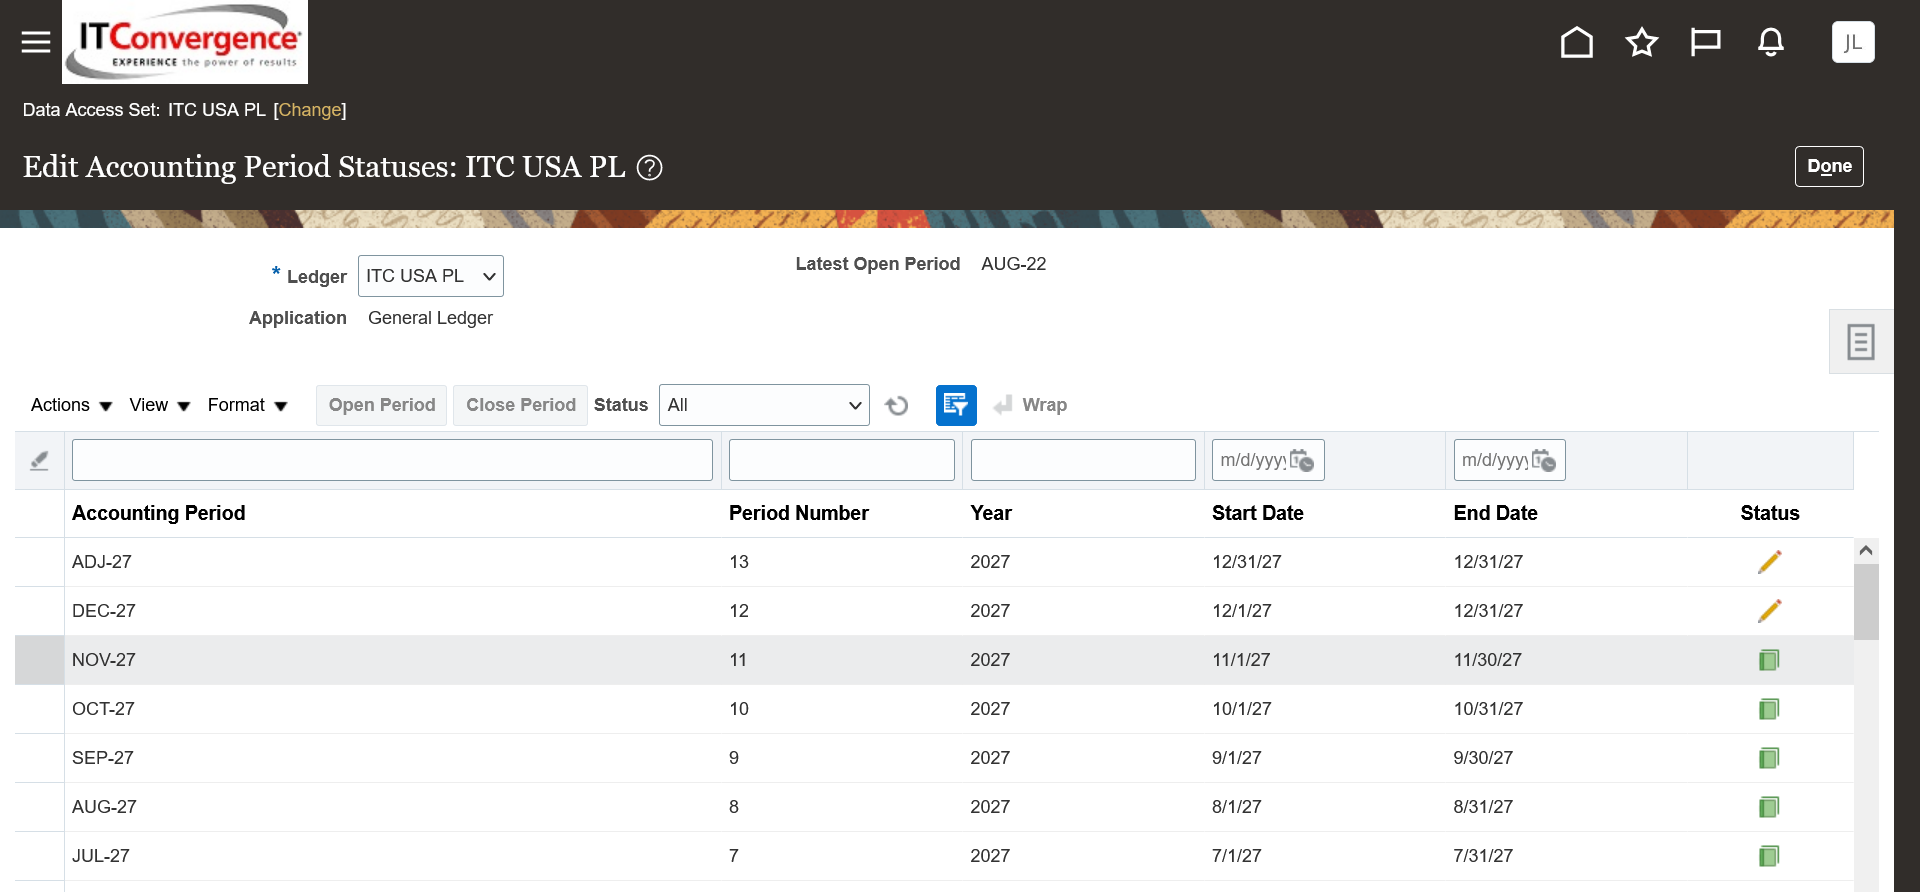 ITConvergence
EXPERIENCE the power of results
JL
Data Access Set: ITC USA PL [Change]
Edit Accounting Period Statuses: ITC USA PL ?
Done
* Ledger ITC USA PL
Latest Open Period AUG-22
Application General Ledger
Actions View Format Open Period Close Period Status All Wrap
m/d/yyyy m/d/yyyy
Accounting Period Period Number Year Start Date End Date Status
ADJ-27 13 2027 12/31/27 12/31/27
DEC-27 12 2027 12/1/27 12/31/27
NOV-27 11 2027 11/1/27 11/30/27
OCT-27 10 2027 10/1/27 10/31/27
SEP-27 9 2027 9/1/27 9/30/27
AUG-27 8 2027 8/1/27 8/31/27
JUL-27 7 2027 7/1/27 7/31/27